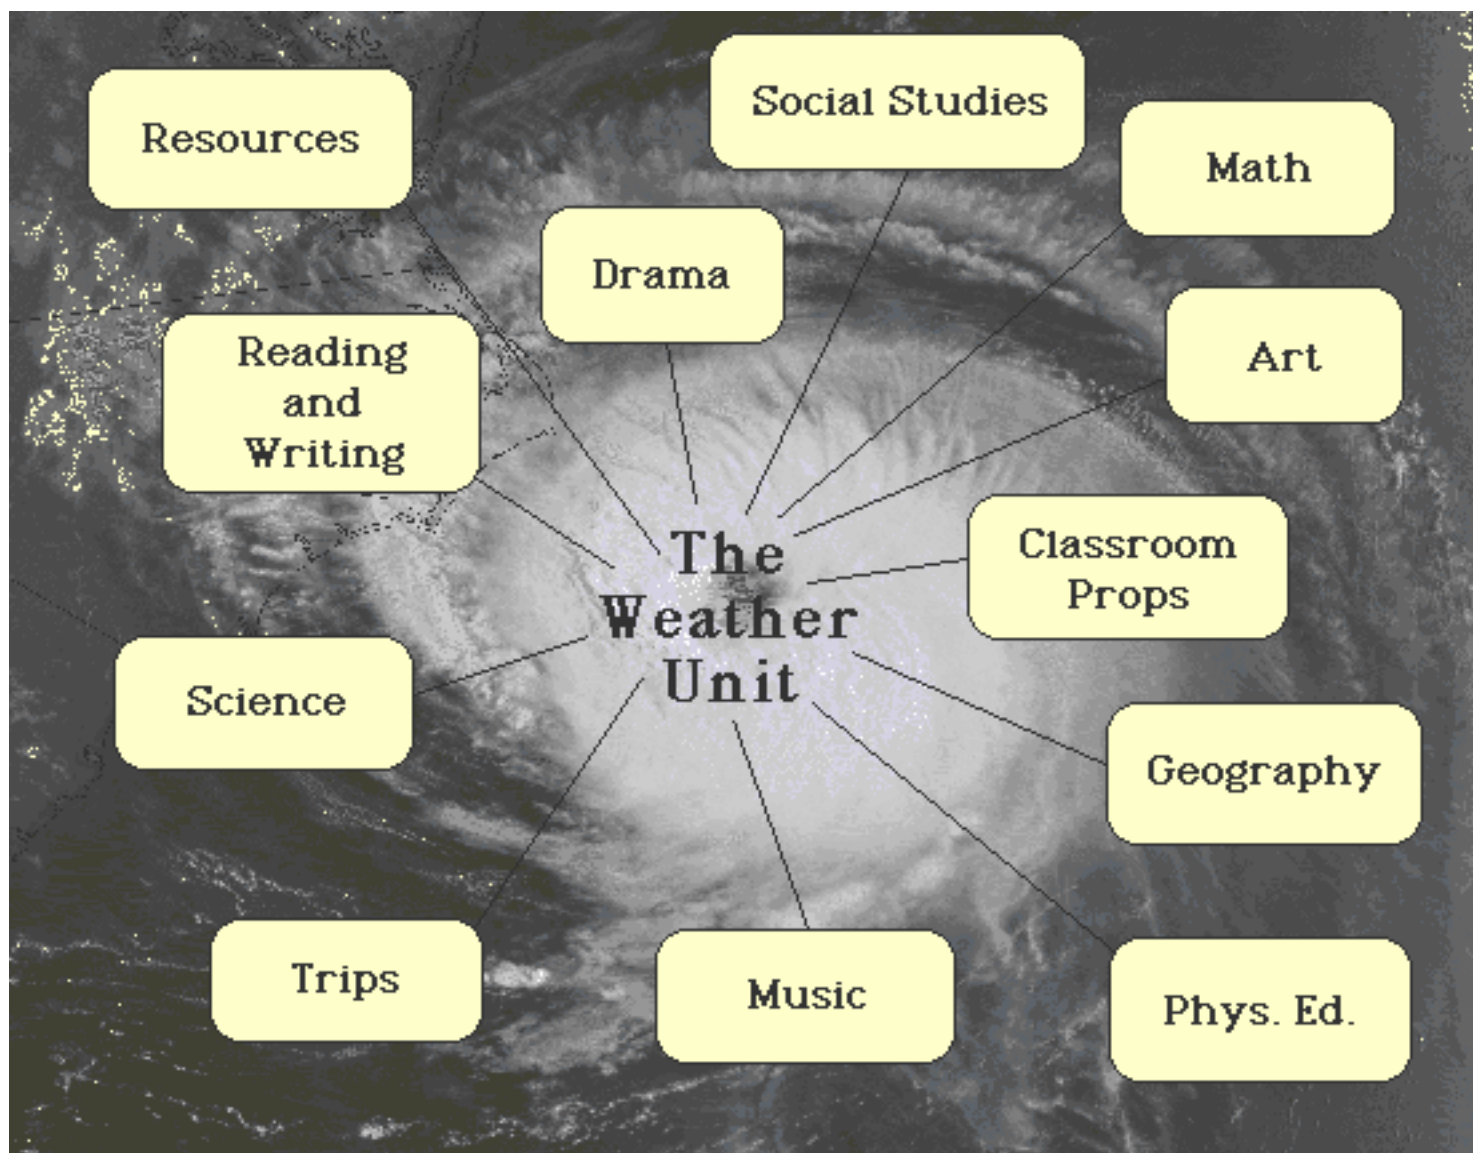 Social Studies
Resources
Math
Drama
Reading
and
Writing
Art
The
Weather
Unit
Classroom
Props
Science
Geography
Trips
Music
Phys. Ed.